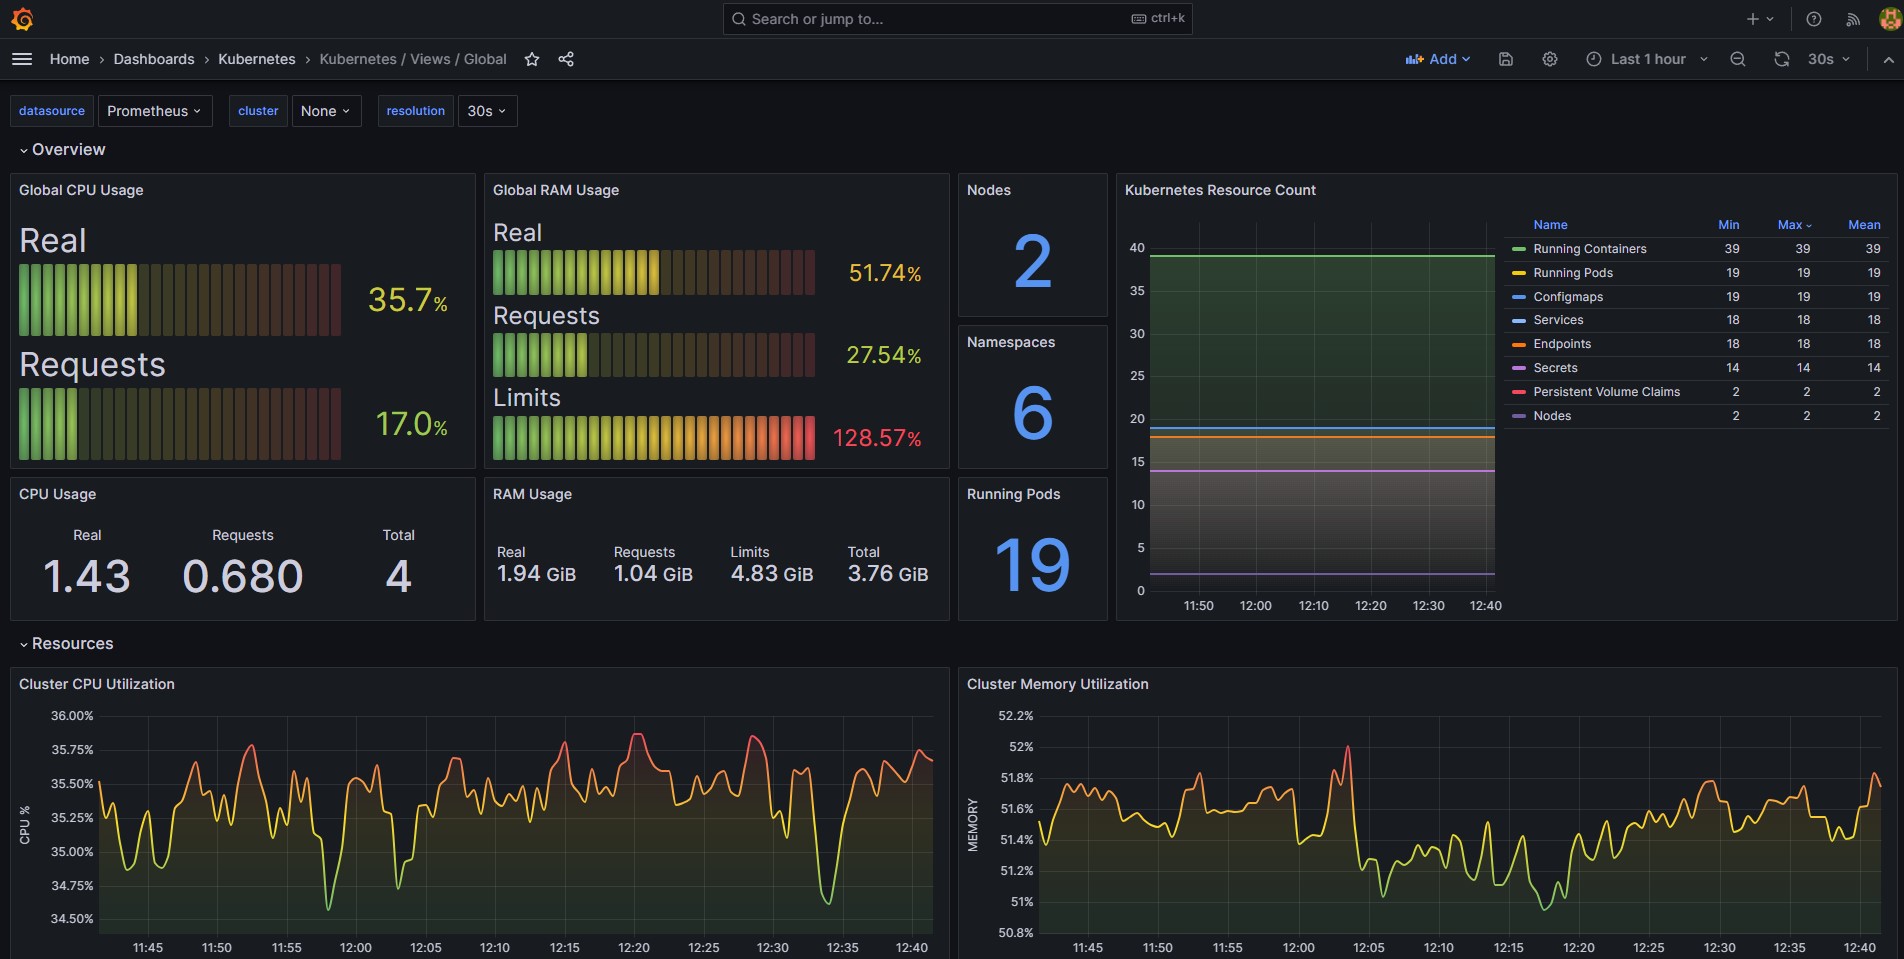 Search or jump to...
ctrl+k
Home › Dashboards › Kubernetes › Kubernetes / Views / Global
Add
Last 1 hour
30s
datasource Prometheus cluster None resolution 30s
Overview
Global CPU Usage
Real
35.7%
Requests
17.0%
Global RAM Usage
Real
51.74%
Requests
27.54%
Limits
128.57%
Nodes
2
Namespaces
6
Kubernetes Resource Count
40
35
30
25
20
15
10
5
0
11:50 12:00 12:10 12:20 12:30 12:40
Name Min Max Mean
Running Containers 39 39 39
Running Pods 19 19 19
Configmaps 19 19 19
Services 18 18 18
Endpoints 18 18 18
Secrets 14 14 14
Persistent Volume Claims 2 2 2
Nodes 2 2 2
CPU Usage
Real Requests Total
1.43 0.680 4
RAM Usage
Real Requests Limits Total
1.94 GiB 1.04 GiB 4.83 GiB 3.76 GiB
Running Pods
19
Resources
Cluster CPU Utilization
CPU %
36.00%
35.75%
35.50%
35.25%
35.00%
34.75%
34.50%
11:45 11:50 11:55 12:00 12:05 12:10 12:15 12:20 12:25 12:30 12:35 12:40
Cluster Memory Utilization
MEMORY
52.2%
52%
51.8%
51.6%
51.4%
51.2%
51%
50.8%
11:45 11:50 11:55 12:00 12:05 12:10 12:15 12:20 12:25 12:30 12:35 12:40